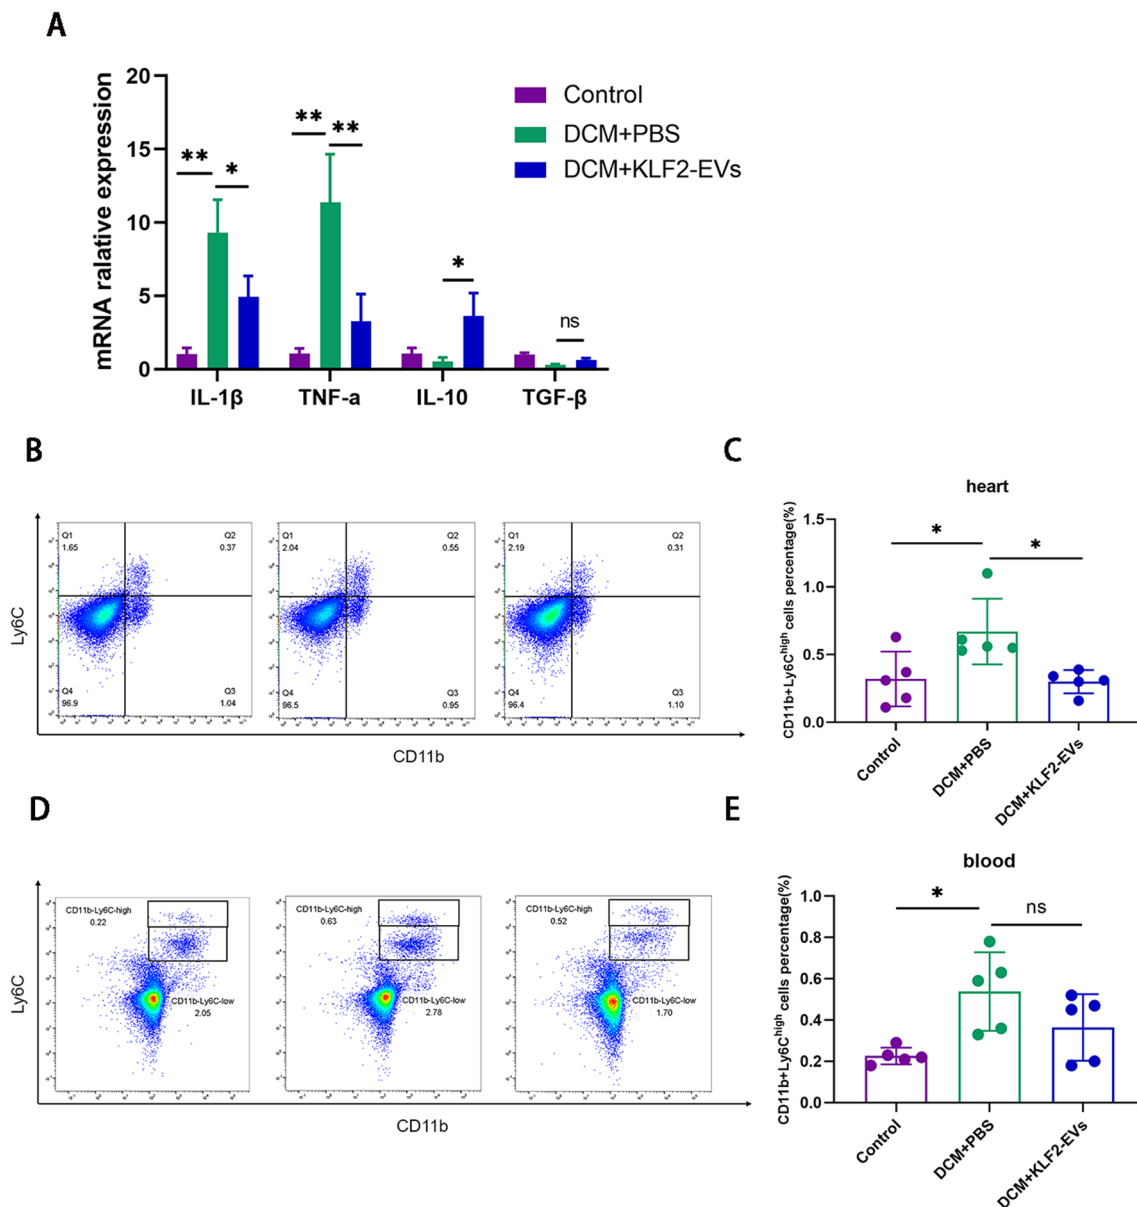 A
mRNA ralative expression
20
15
10
5
0
** * ** ** * ns
Control
DCM+PBS
DCM+KLF2-EVs
IL-1β TNF-a IL-10 TGF-β
B
Ly6C
Q1
1.65
Q2
0.37
Q4
96.9
Q3
1.04
Q1
2.04
Q2
0.55
Q4
96.5
Q3
0.95
Q1
2.19
Q2
0.31
Q4
96.4
Q3
1.10
CD11b
C
heart
CD11b+Ly6Chigh cells percentage(%)
1.5
1.0
0.5
0.0
* *
Control
DCM+PBS
DCM+KLF2-EVs
D
Ly6C
CD11b-Ly6C-high
0.22
CD11b-Ly6C-low
2.05
CD11b-Ly6C-high
0.63
CD11b-Ly6C-low
2.78
CD11b-Ly6C-high
0.52
CD11b-Ly6C-low
1.70
CD11b
E
blood
CD11b+Ly6Chigh cells percentage(%)
1.0
0.8
0.6
0.4
0.2
0.0
* ns
Control
DCM+PBS
DCM+KLF2-EVs